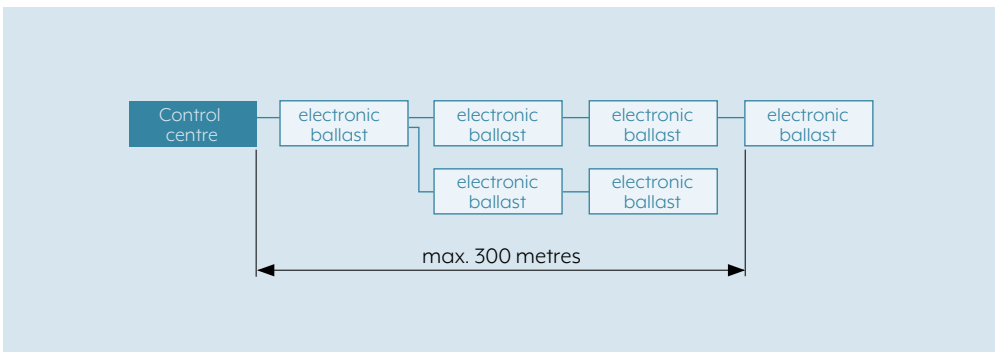 Control
centre
electronic
ballast
electronic
ballast
electronic
ballast
electronic
ballast
electronic
ballast
electronic
ballast
max. 300 metres